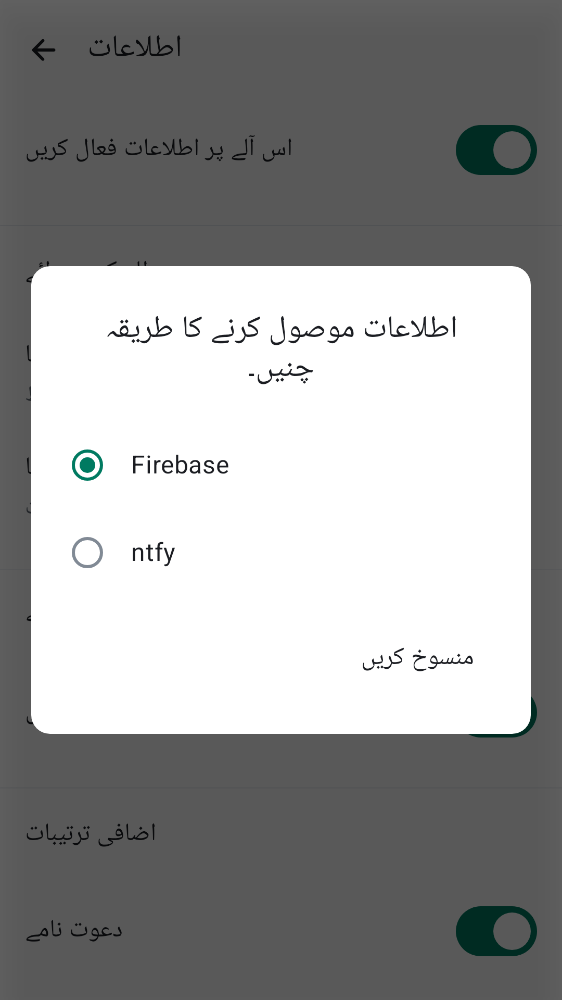 اطلاعات
اس آلے پر اطلاعات فعال کریں
اطلاعات موصول کرنے کا طریقہ
چنیں۔
Firebase
ntfy
منسوخ کریں
اضافی ترتیبات
دعوت نامے